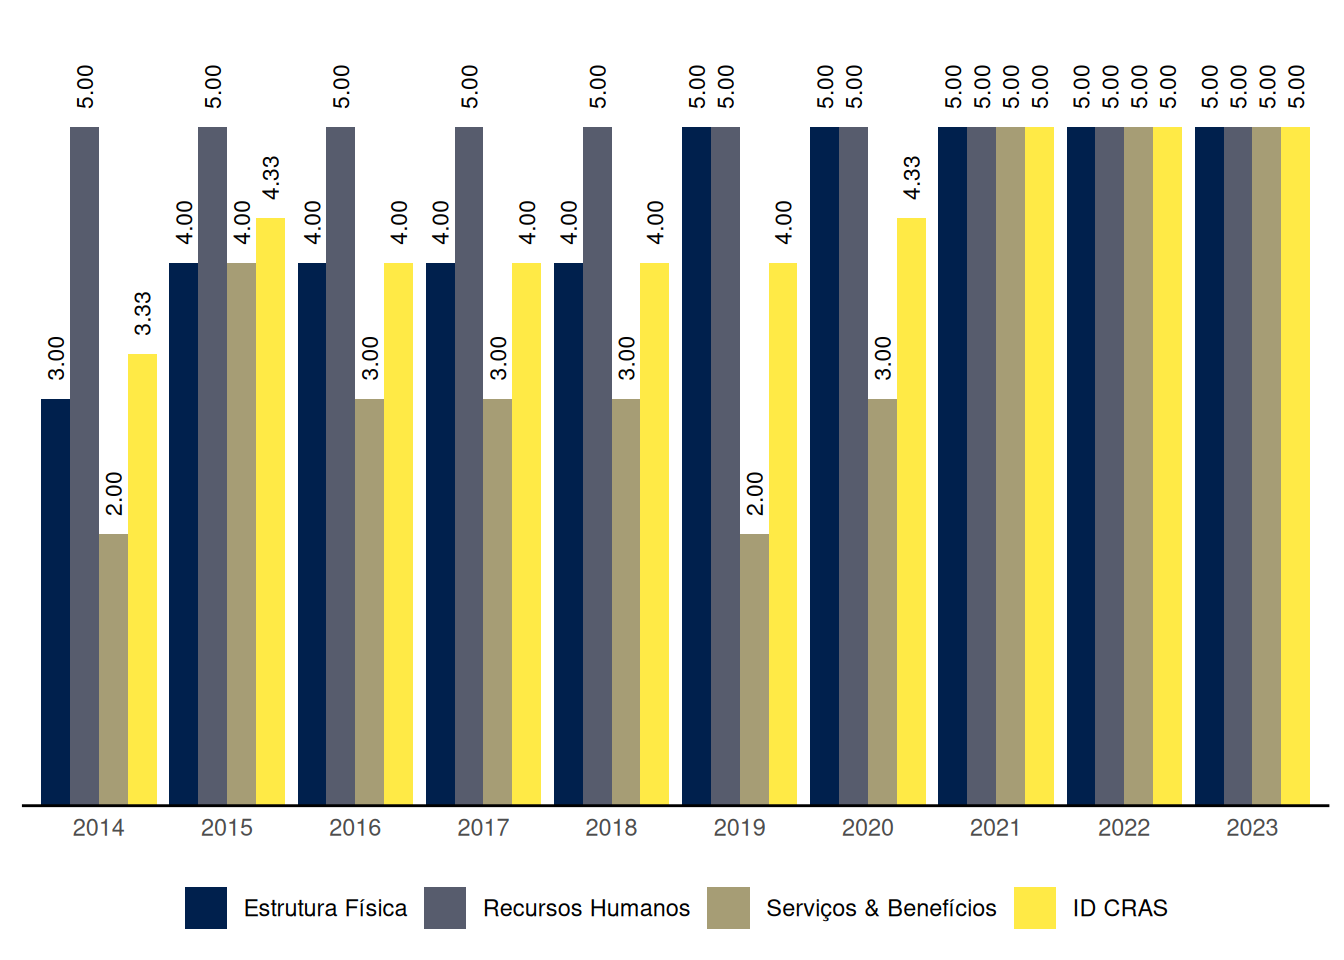 5.00 5.00 5.00 5.00 5.00 5.00 5.00 5.00 5.00 5.00 5.00 5.00 5.00 5.00 5.00 5.00 5.00 5.00 5.00 5.00 5.00
4.33 4.33
4.00 4.00 4.00 4.00 4.00 4.00 4.00 4.00 4.00
3.33
3.00 3.00 3.00 3.00 3.00
2.00 2.00
2014 2015 2016 2017 2018 2019 2020 2021 2022 2023
Estrutura Física Recursos Humanos Serviços & Benefícios ID CRAS